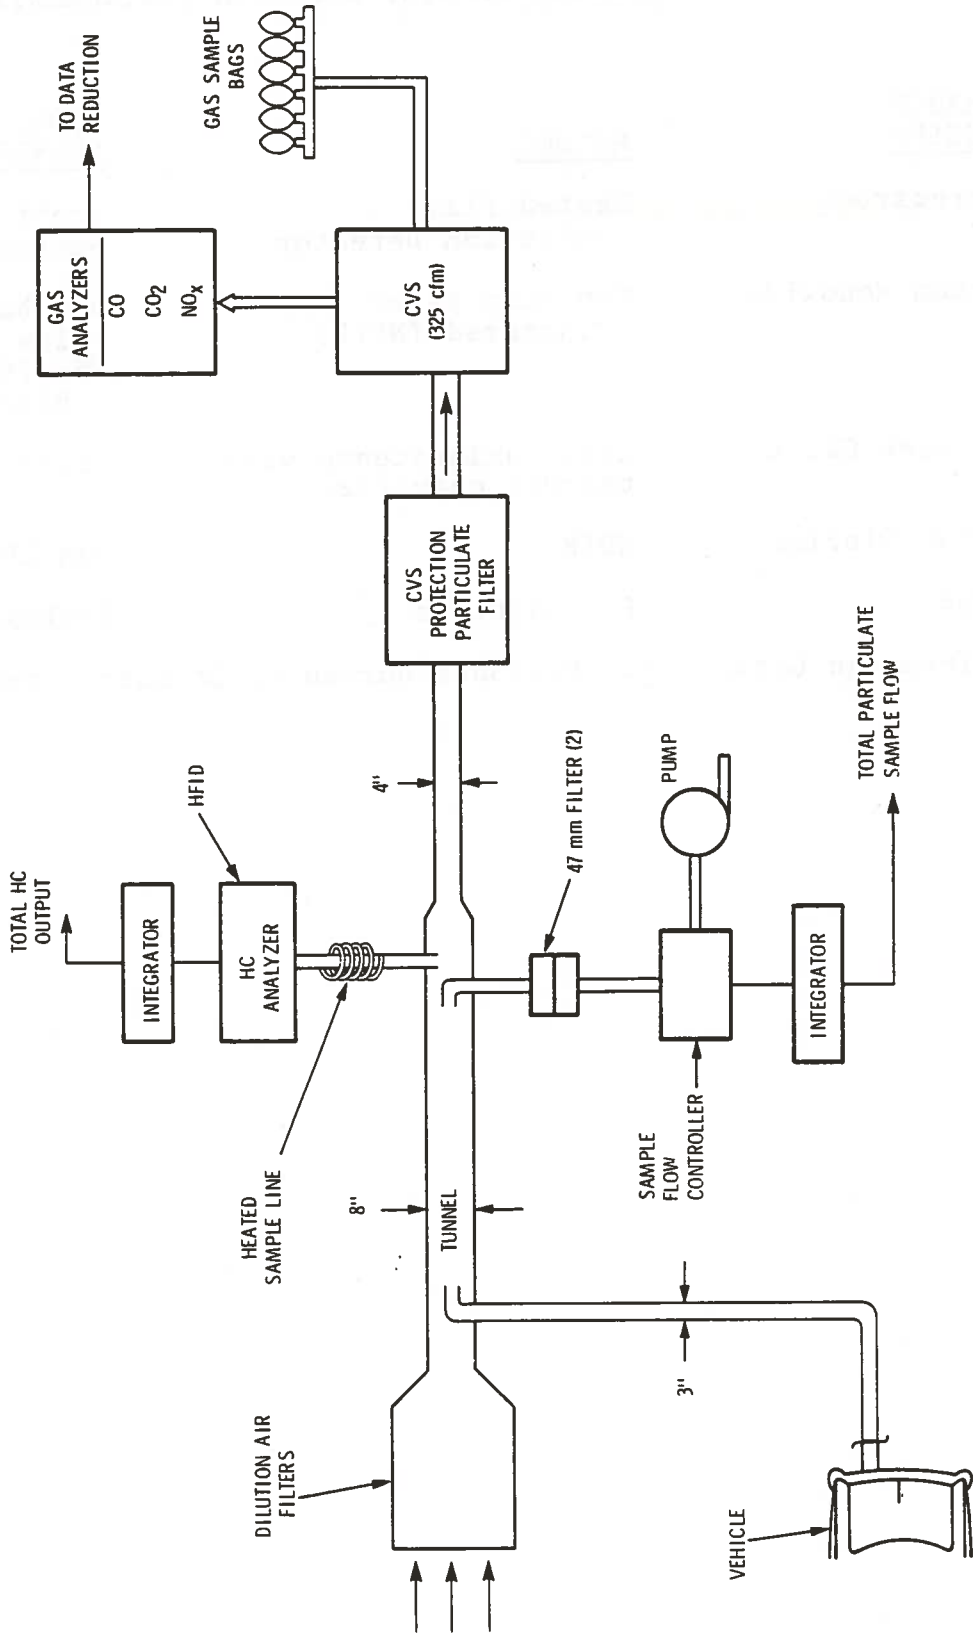 TO DATA
REDUCTION
GAS SAMPLE
BAGS
GAS
ANALYZERS
CO
CO2
NOx
CVS
(325 cfm)
CVS
PROTECTION
PARTICULATE
FILTER
TOTAL HC
OUTPUT
INTEGRATOR
HC
ANALYZER
HFID
4"
HEATED
SAMPLE LINE
8"
TUNNEL
47 mm FILTER (2)
PUMP
SAMPLE
FLOW
CONTROLLER
INTEGRATOR
TOTAL PARTICULATE
SAMPLE FLOW
DILUTION AIR
FILTERS
3"
VEHICLE